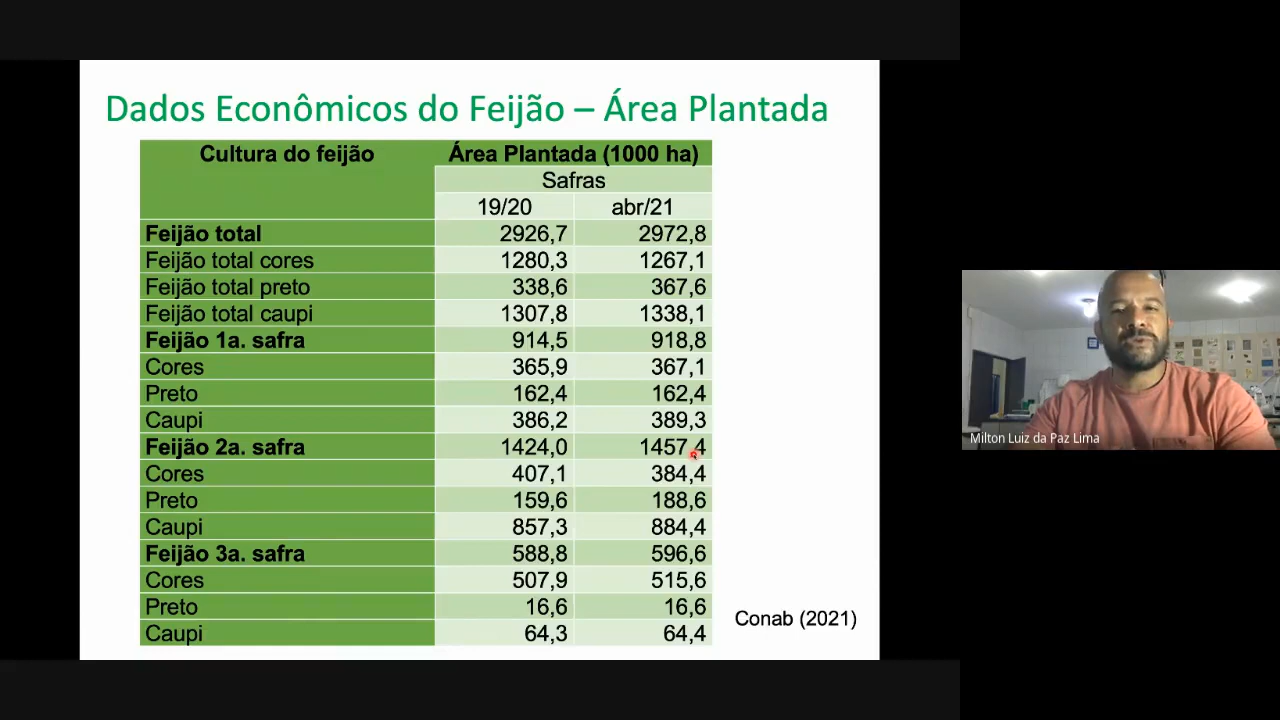 Dados Econômicos do Feijão – Área Plantada
Cultura do feijão Área Plantada (1000 ha)
Safras
19/20 abr/21
Feijão total 2926,7 2972,8
Feijão total cores 1280,3 1267,1
Feijão total preto 338,6 367,6
Feijão total caupi 1307,8 1338,1
Feijão 1a. safra 914,5 918,8
Cores 365,9 367,1
Preto 162,4 162,4
Caupi 386,2 389,3
Feijão 2a. safra 1424,0 1457,4
Cores 407,1 384,4
Preto 159,6 188,6
Caupi 857,3 884,4
Feijão 3a. safra 588,8 596,6
Cores 507,9 515,6
Preto 16,6 16,6
Caupi 64,3 64,4
Conab (2021)
Milton Luiz da Paz Lima